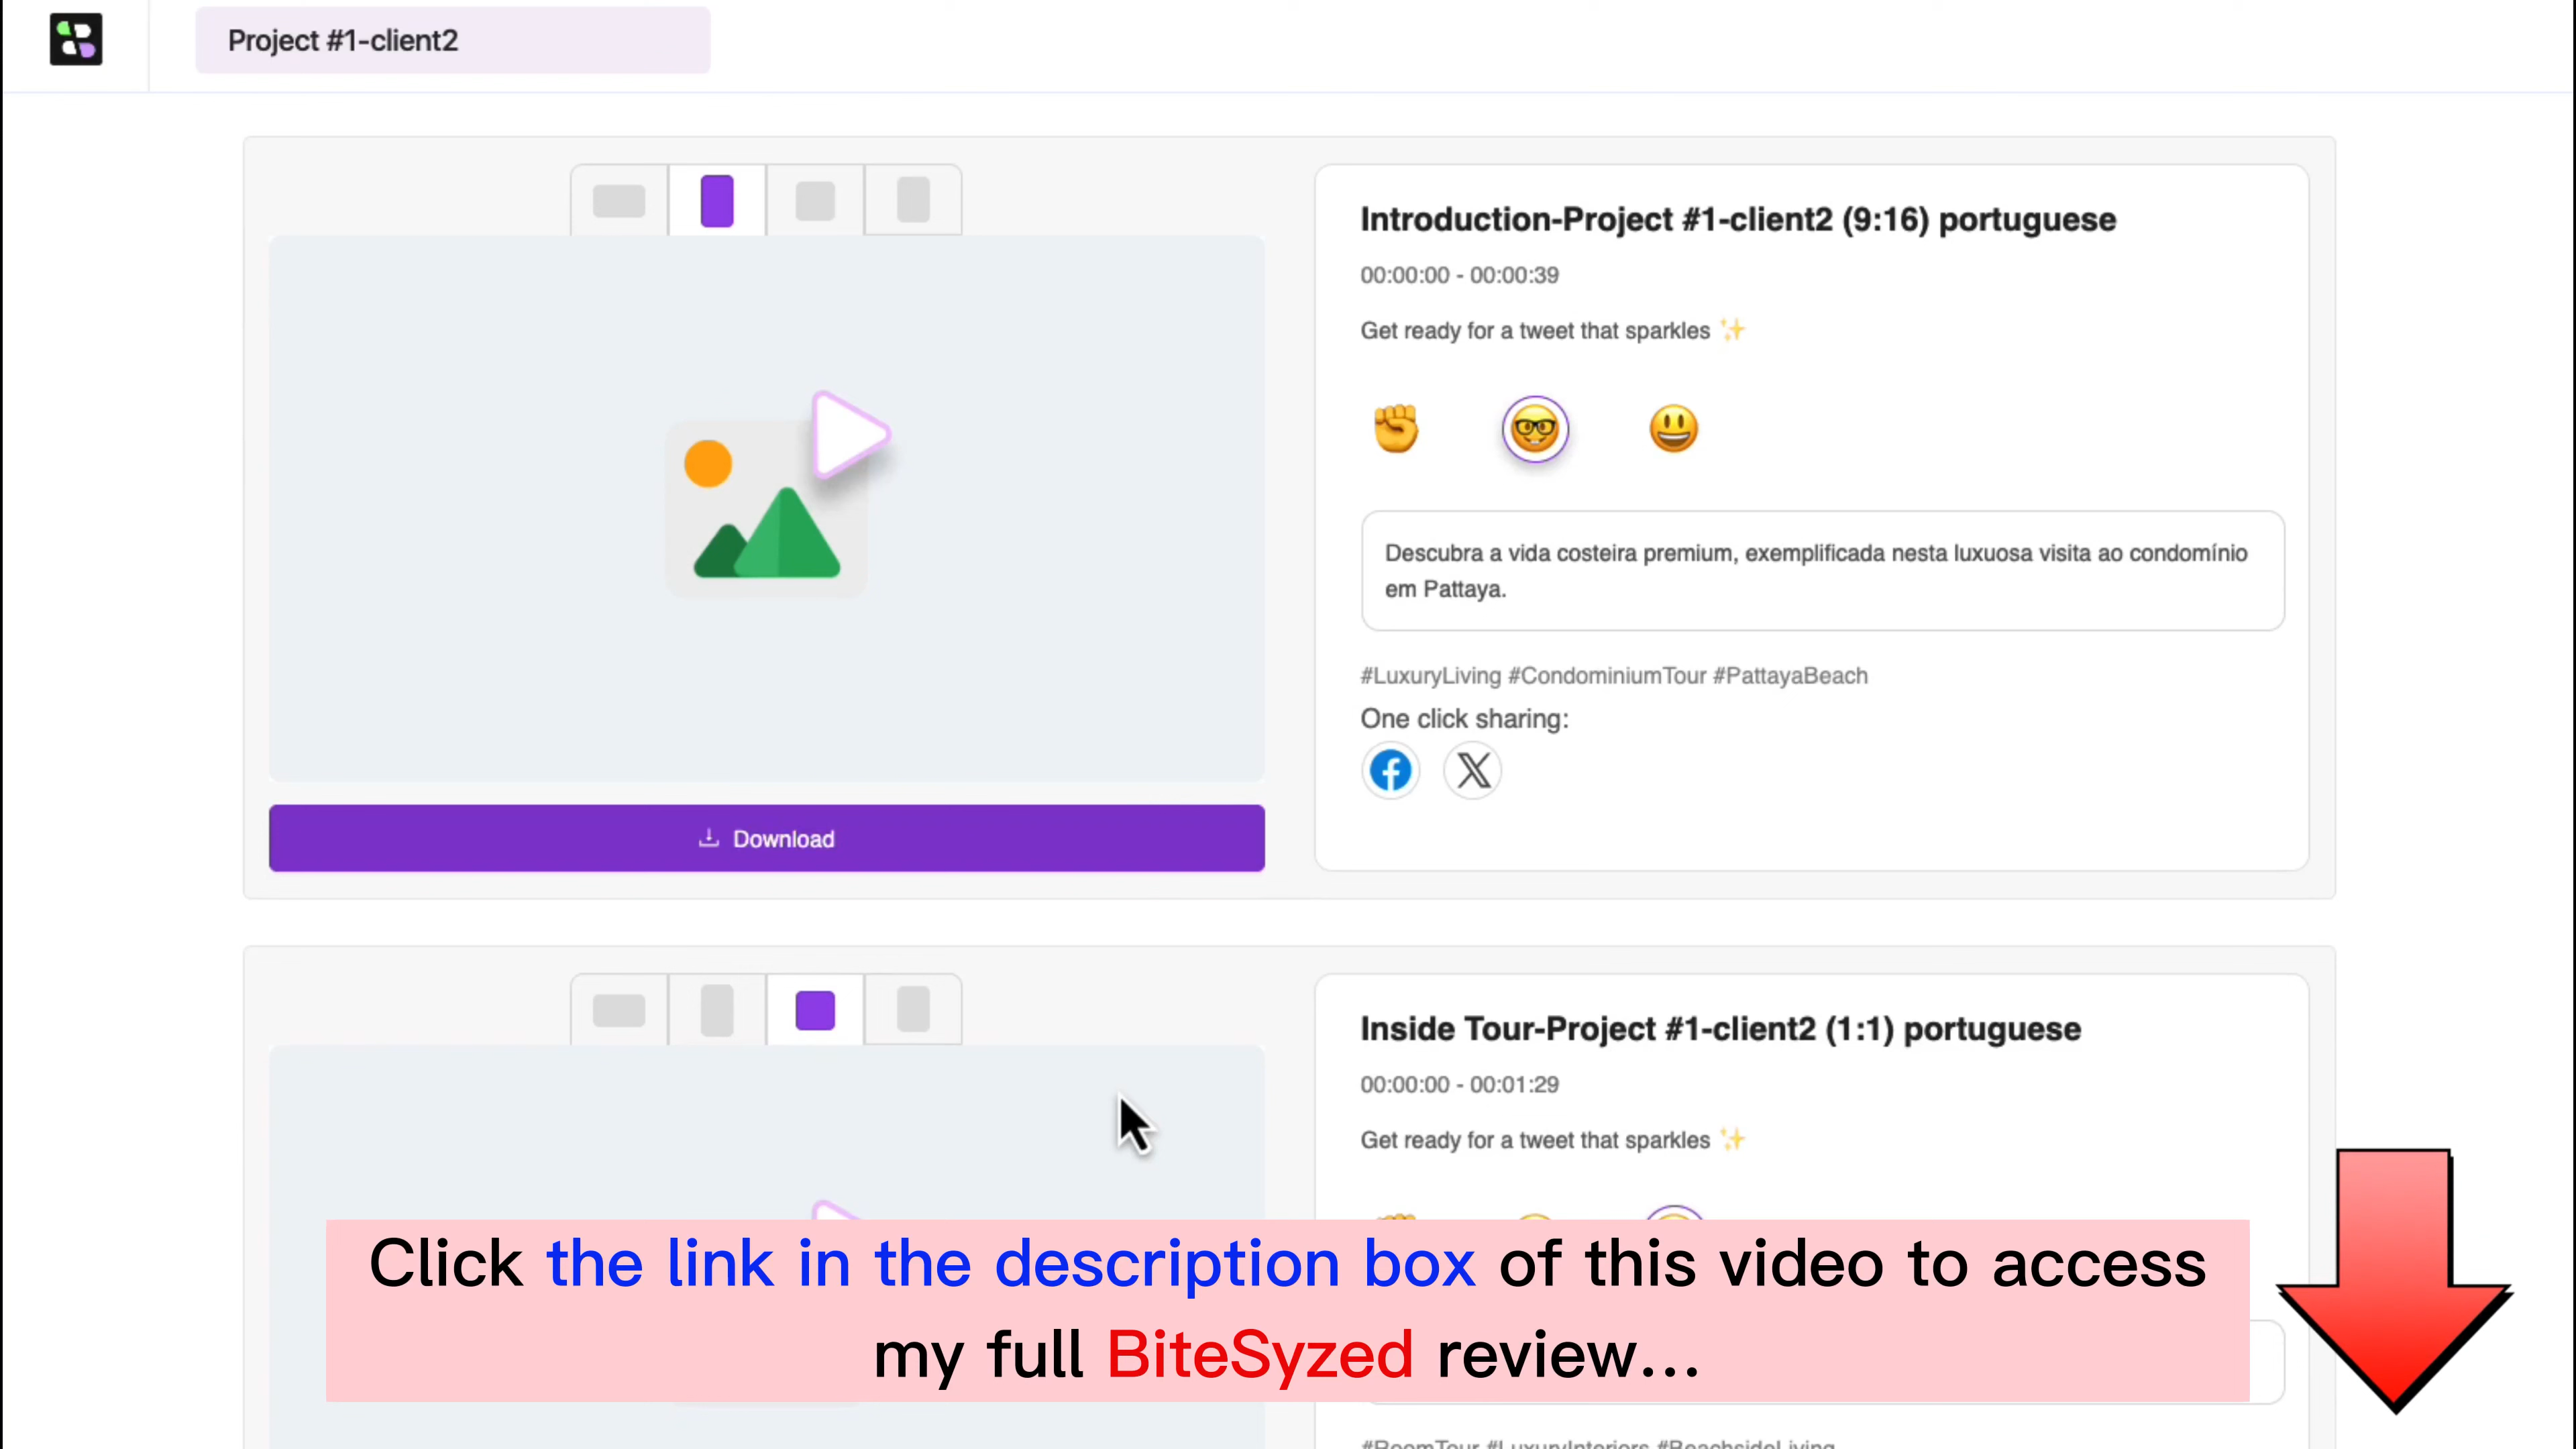 Project #1-client2
Introduction-Project #1-client2 (9:16) portuguese
00:00:00 - 00:00:39
Get ready for a tweet that sparkles ✨
Descubra a vida costeira premium, exemplificada nesta luxuosa visita ao condomínio
em Pattaya.
#LuxuryLiving #CondominiumTour #PattayaBeach
One click sharing:
Download
Inside Tour-Project #1-client2 (1:1) portuguese
00:00:00 - 00:01:29
Get ready for a tweet that sparkles ✨
Click the link in the description box of this video to access
my full BiteSyzed review...
#RoomTour #LuxuryInteriors #BeachsideLiving